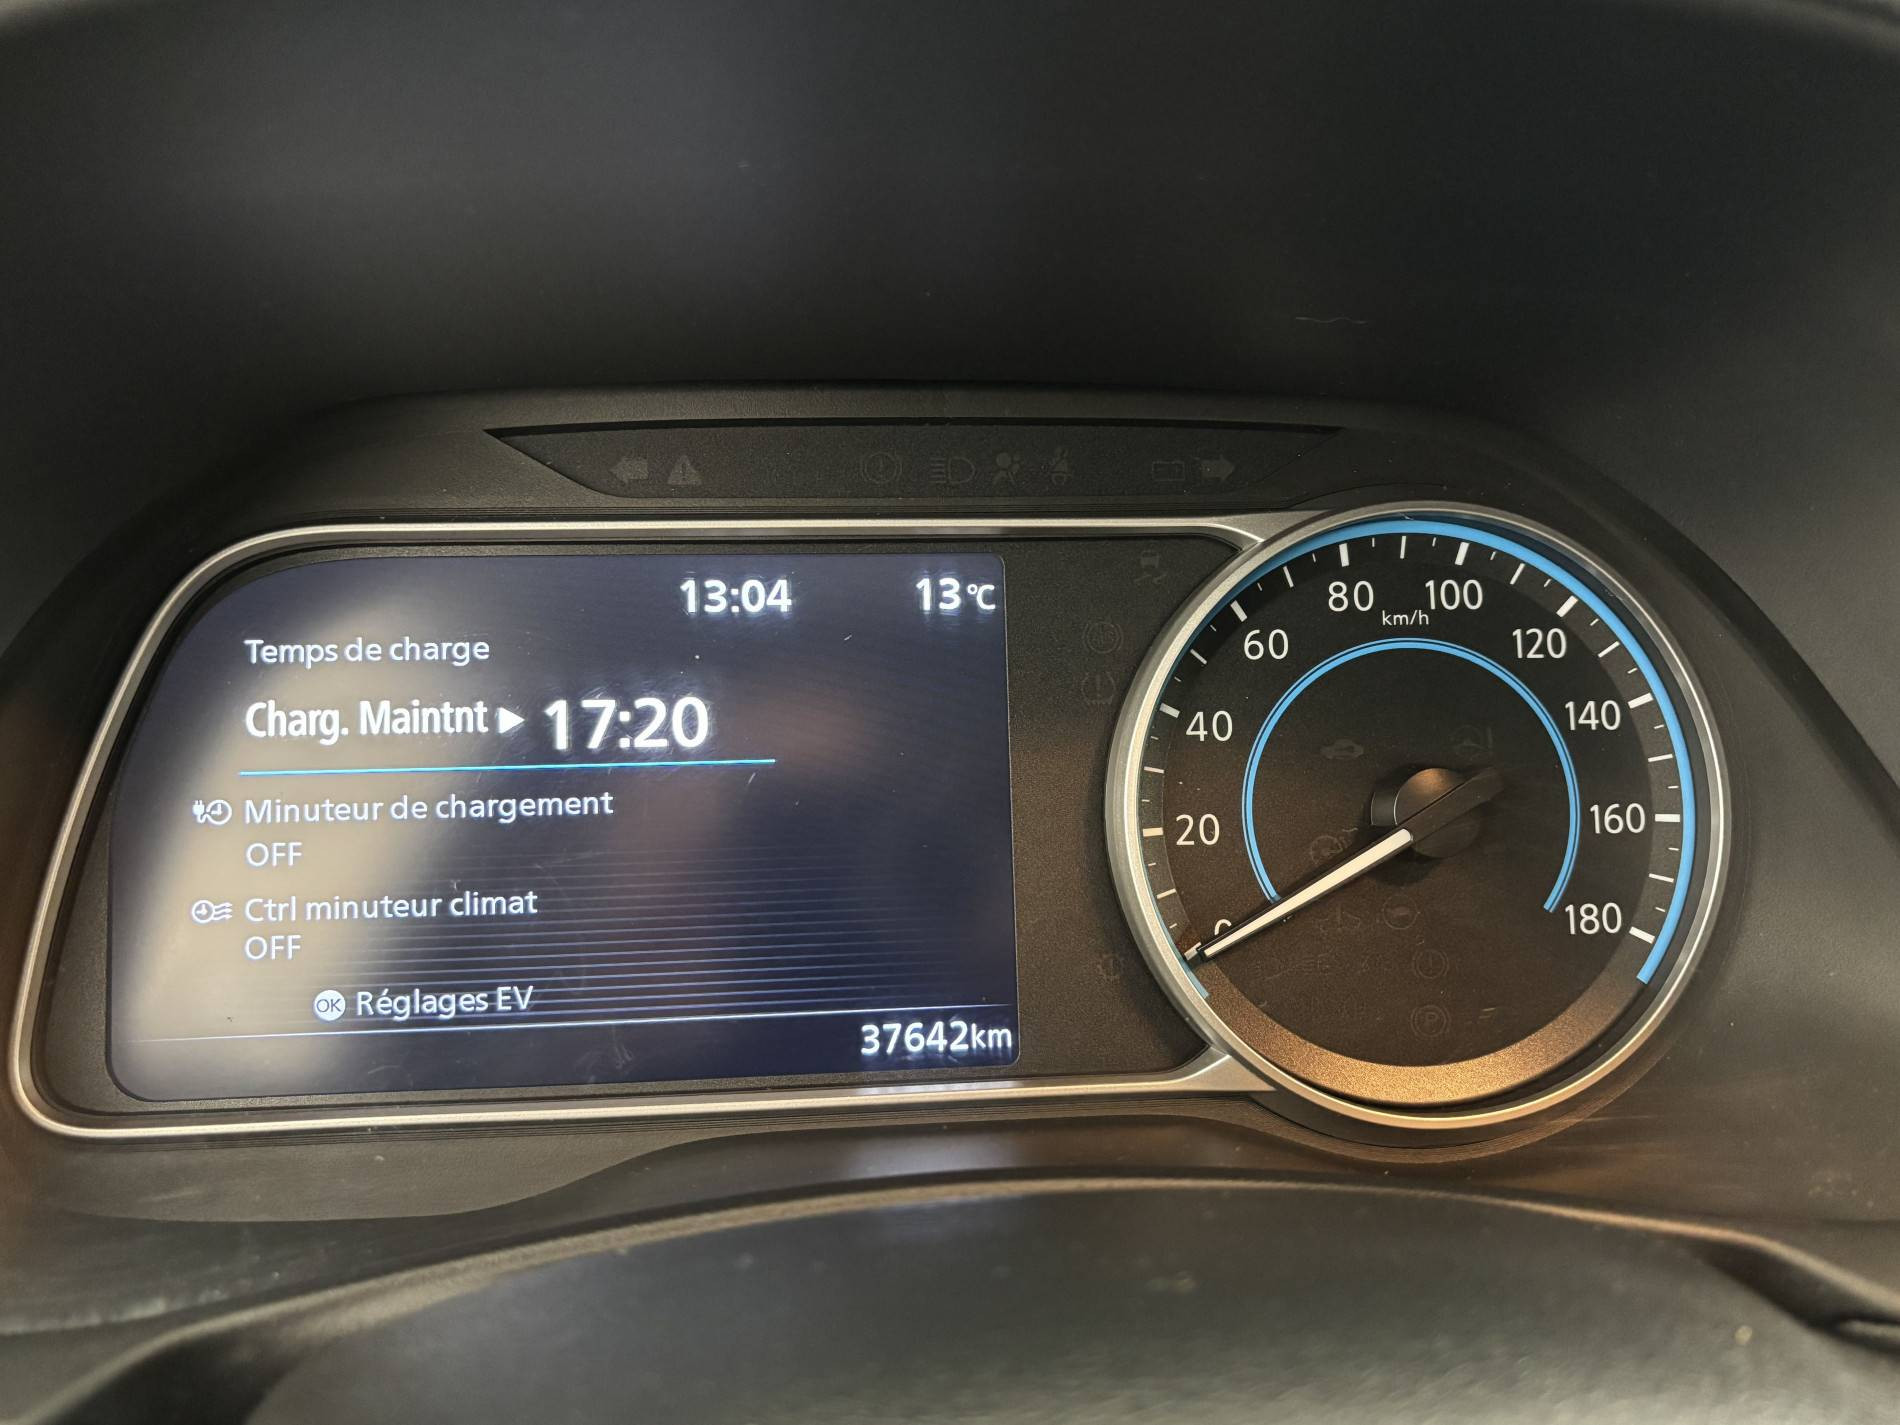 13:04 13°C
Temps de charge
Charg. Maintnt ▶ 17:20
Minuteur de chargement
OFF
Ctrl minuteur climat
OFF
OK Réglages EV
37642km
80 100
km/h
60 120
40 140
20 160
0 180